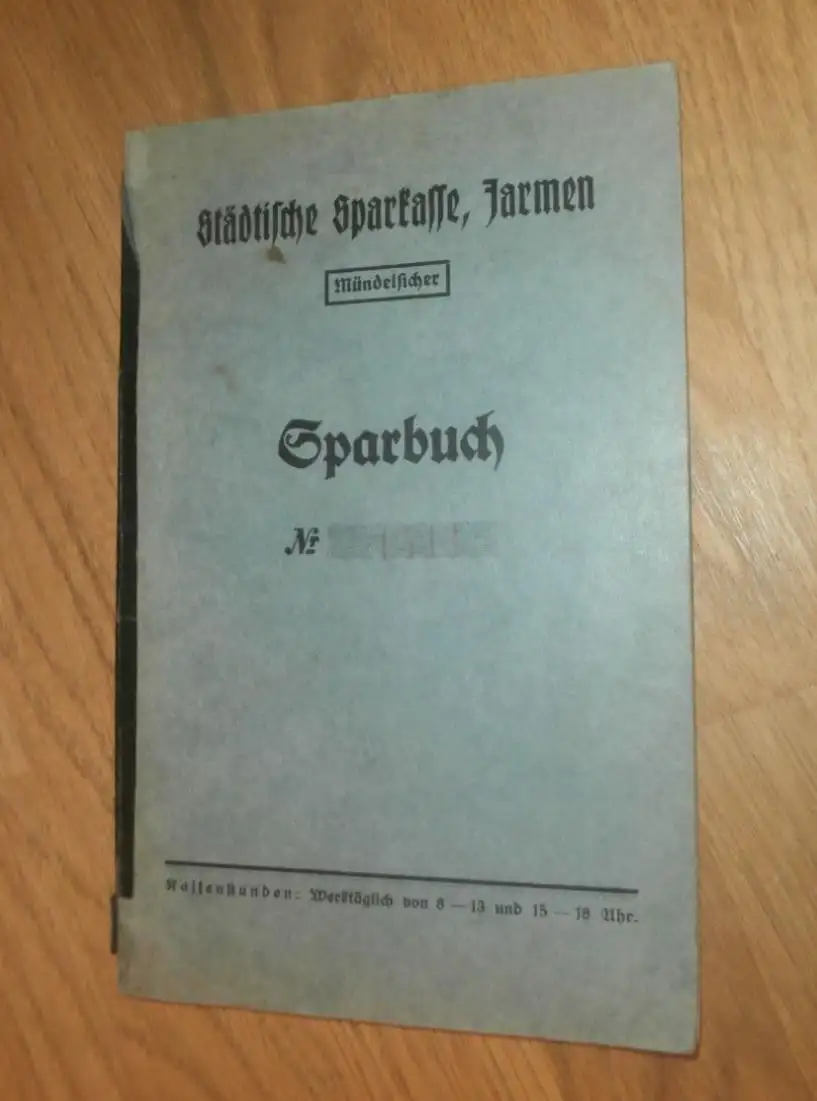 Städtische Sparkasse, Jarmen
Mündelsicher
Sparbuch
Nr
Kassenstunden: Werktäglich von 8 — 13 und 15 — 18 Uhr.